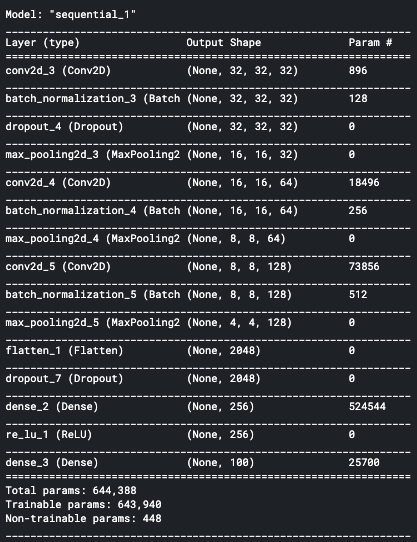 Model: "sequential_1"
Layer (type) Output Shape Param #
conv2d_3 (Conv2D) (None, 32, 32, 32) 896
batch_normalization_3 (Batch (None, 32, 32, 32) 128
dropout_4 (Dropout) (None, 32, 32, 32) 0
max_pooling2d_3 (MaxPooling2 (None, 16, 16, 32) 0
conv2d_4 (Conv2D) (None, 16, 16, 64) 18496
batch_normalization_4 (Batch (None, 16, 16, 64) 256
max_pooling2d_4 (MaxPooling2 (None, 8, 8, 64) 0
conv2d_5 (Conv2D) (None, 8, 8, 128) 73856
batch_normalization_5 (Batch (None, 8, 8, 128) 512
max_pooling2d_5 (MaxPooling2 (None, 4, 4, 128) 0
flatten_1 (Flatten) (None, 2048) 0
dropout_7 (Dropout) (None, 2048) 0
dense_2 (Dense) (None, 256) 524544
re_lu_1 (ReLU) (None, 256) 0
dense_3 (Dense) (None, 100) 25700
Total params: 644,388
Trainable params: 643,940
Non-trainable params: 448